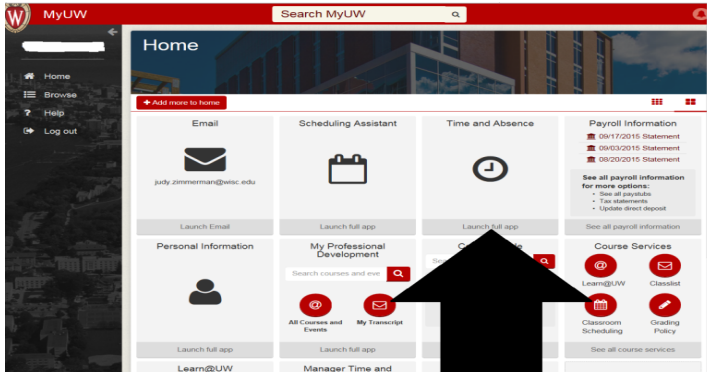 W MyUW
Search MyUW
Home
Browse
Help
Log out
Home
+ Add more to home
Email
judy.zimmerman@wisc.edu
Launch Email
Scheduling Assistant
Launch full app
Time and Absence
Launch full app
Payroll Information
09/17/2015 Statement
09/03/2015 Statement
08/20/2015 Statement
See all payroll information
for more options:
• See all paystubs
• Tax statements
• Update direct deposit
See all payroll information
Personal Information
Launch full app
My Professional
Development
Search courses and eve
@
All Courses and
Events
My Transcript
Launch full app
Course Services
@
Learn@UW
Classlist
Classroom
Scheduling
Grading
Policy
See all course services
Learn@UW
Manager Time and